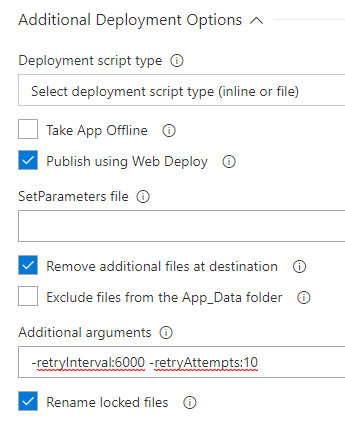 Additional Deployment Options
Deployment script type
Select deployment script type (inline or file)
Take App Offline
Publish using Web Deploy
SetParameters file
Remove additional files at destination
Exclude files from the App_Data folder
Additional arguments
-retryInterval:6000 -retryAttempts:10
Rename locked files